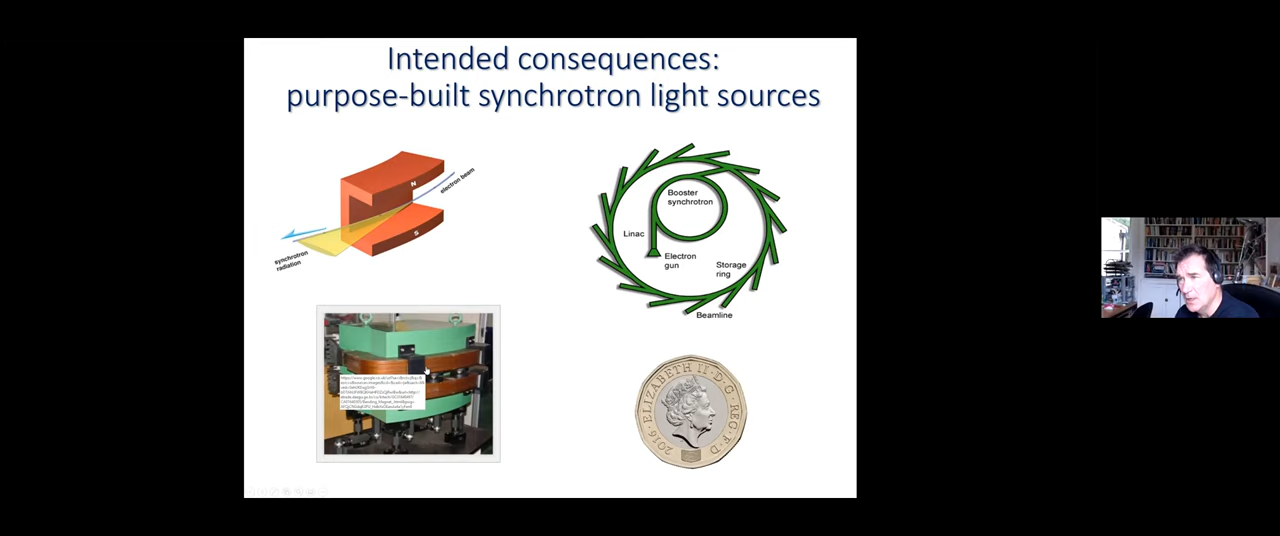 Intended consequences:
purpose-built synchrotron light sources
N
electron beam
S
synchrotron
radiation
Booster
synchrotron
Linac
Electron
gun
Storage
ring
Beamline
2016 · ELIZABETH II · D · G · REG · F · D